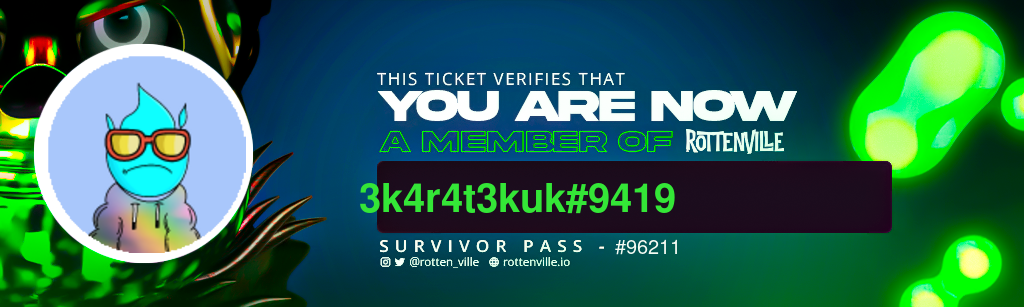 THIS TICKET VERIFIES THAT
YOU ARE NOW
A MEMBER OF ROTTENVILLE
3k4r4t3kuk#9419
SURVIVOR PASS - #96211
@rotten_ville rottenville.io